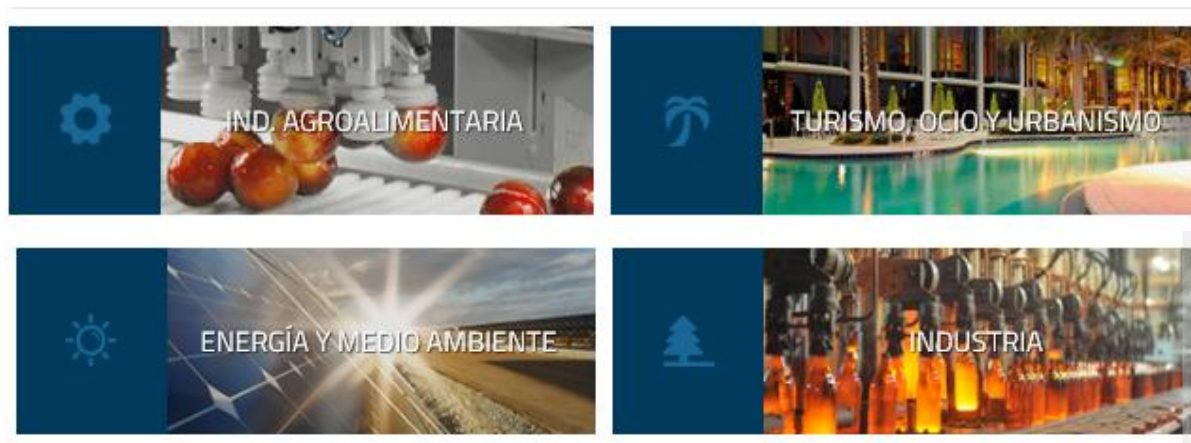 IND. AGROALIMENTARIA
TURISMO, OCIO Y URBANISMO
ENERGÍA Y MEDIO AMBIENTE
INDUSTRIA